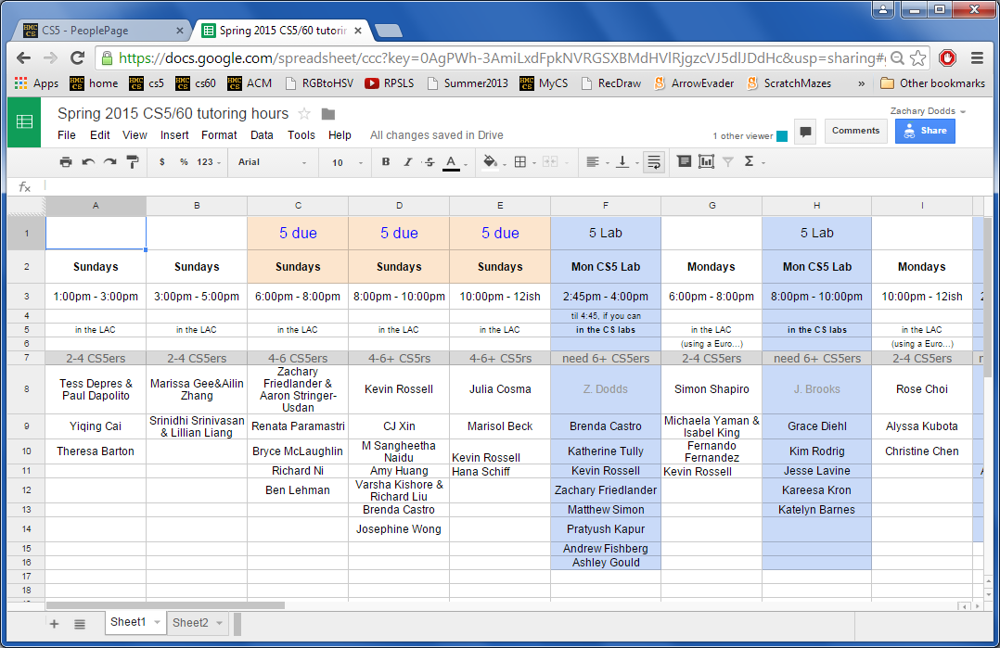 CS5 - PeoplePage
Spring 2015 CS5/60 tutorin
https://docs.google.com/spreadsheet/ccc?key=0AgPWh-3AmiLxdFpkNVRGSXBMdHVlRjgzcVJ5dlJDdHc&usp=sharing#
Apps home cs5 cs60 ACM RGBtoHSV RPSLS Summer2013 MyCS RecDraw ArrowEvader ScratchMazes » Other bookmarks
Spring 2015 CS5/60 tutoring hours
Zachary Dodds
File Edit View Insert Format Data Tools Help All changes saved in Drive
1 other viewer Comments Share
$ % 123 Arial 10 B I S A Σ
fx
A B C D E F G H I
1 5 due 5 due 5 due 5 Lab 5 Lab
2 Sundays Sundays Sundays Sundays Sundays Mon CS5 Lab Mondays Mon CS5 Lab Mondays
3 1:00pm - 3:00pm 3:00pm - 5:00pm 6:00pm - 8:00pm 8:00pm - 10:00pm 10:00pm - 12ish 2:45pm - 4:00pm 6:00pm - 8:00pm 8:00pm - 10:00pm 10:00pm - 12ish 2
4 til 4:45, if you can
5 in the LAC in the LAC in the LAC in the LAC in the LAC in the CS labs in the LAC in the CS labs in the LAC
6 (using a Euro...) (using a Euro...)
7 2-4 CS5ers 2-4 CS5ers 4-6 CS5ers 4-6+ CS5rs 4-6+ CS5rs need 6+ CS5ers 2-4 CS5ers need 6+ CS5ers 2-4 CS5ers
8 Tess Depres & Paul Dapolito Marissa Gee&Ailin Zhang Zachary Friedlander & Aaron Stringer-Usdan Kevin Rossell Julia Cosma Z. Dodds Simon Shapiro J. Brooks Rose Choi
9 Yiqing Cai Srinidhi Srinivasan & Lillian Liang Renata Paramastri CJ Xin Marisol Beck Brenda Castro Michaela Yaman & Isabel King Grace Diehl Alyssa Kubota
10 Theresa Barton Bryce McLaughlin M Sangheetha Naidu Kevin Rossell Katherine Tully Fernando Fernandez Kim Rodrig Christine Chen
11 Richard Ni Amy Huang Hana Schiff Kevin Rossell Kevin Rossell Jesse Lavine
12 Ben Lehman Varsha Kishore & Richard Liu Zachary Friedlander Kareesa Kron
13 Brenda Castro Matthew Simon Katelyn Barnes
14 Josephine Wong Pratyush Kapur
15 Andrew Fishberg
16 Ashley Gould
17
18
Sheet1 Sheet2